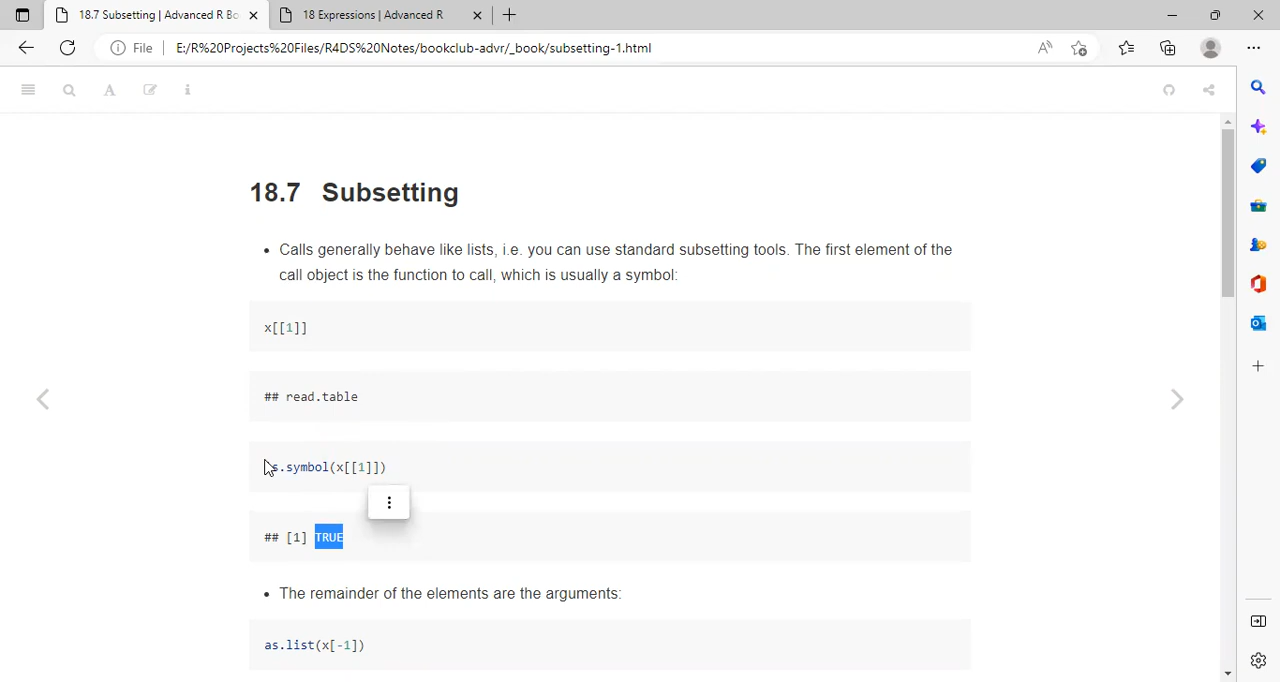 18.7 Subsetting | Advanced R Bo
18 Expressions | Advanced R
File
E:/R%20Projects%20Files/R4DS%20Notes/bookclub-advr/_book/subsetting-1.html
18.7 Subsetting
• Calls generally behave like lists, i.e. you can use standard subsetting tools. The first element of the
call object is the function to call, which is usually a symbol:
x[[1]]
## read.table
s.symbol(x[[1]])
## [1] TRUE
• The remainder of the elements are the arguments:
as.list(x[-1])